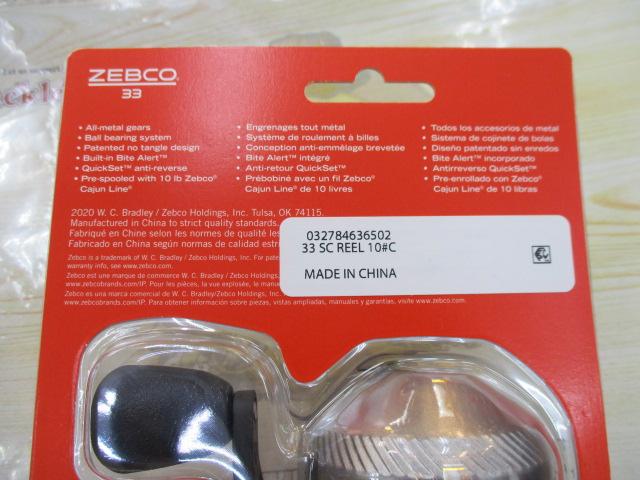 ZEBCO
33
• All-metal gears
• Ball bearing system
• Patented no tangle design
• Built-in Bite Alert™
• QuickSet™ anti-reverse
• Pre-spooled with 10 lb Zebco®
Cajun Line®
• Engrenages tout métal
• Système de roulement à billes
• Conception anti-emmêlage brevetée
• Bite Alert™ intégré
• Anti-retour QuickSet™
• Prébobiné avec un fil Zebco®
Cajun Line® de 10 livres
• Todos los accesorios de metal
• Sistema de cojinete de bolas
• Diseño patentado sin enredos
• Bite Alert™ incorporado
• Antirreverso QuickSet™
• Pre-enrollado con Zebco®
Cajun Line® de 10 libras
2020 W. C. Bradley / Zebco Holdings, Inc. Tulsa, OK 74115.
Manufactured in China to strict quality standards.
Fabriqué en Chine selon les normes de qualité les
Fabricado en China según normas de calidad estri
032784636502
33 SC REEL 10#C
MADE IN CHINA
Zebco is a trademark of W. C. Bradley / Zebco Holdings, Inc. For pate
warranty info, see www.zebco.com.
Zebco est une marque de commerce W. C. Bradley / Zebco Holdings, Inc.
www.zebcobrands.com/IP. Pour les pièces, la vue explosée, le manue
Zebco es una marca comercial de W. C. Bradley/Zebco Holdings, Inc.
www.zebcobrands.com/IP. Para obtener información sobre piezas, vistas ampliadas, manuales y garantías, visite www.zebco.com.